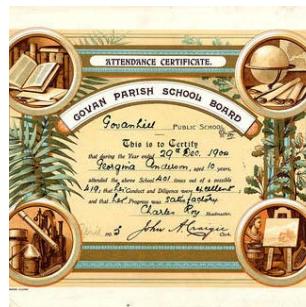 ATTENDANCE CERTIFICATE.
GOVAN PARISH SCHOOL BOARD
Govanhill PUBLIC SCHOOL
This is to Certify
that during the Year ended 29th Dec. 1900
Georgina Anderson, aged 10 years,
attended the above School 401 times out of a possible
419; that her Conduct and Diligence were excellent
and that her Progress was satisfactory
Charles Roy Headmaster.
No. 5 John A Craigie Clerk.